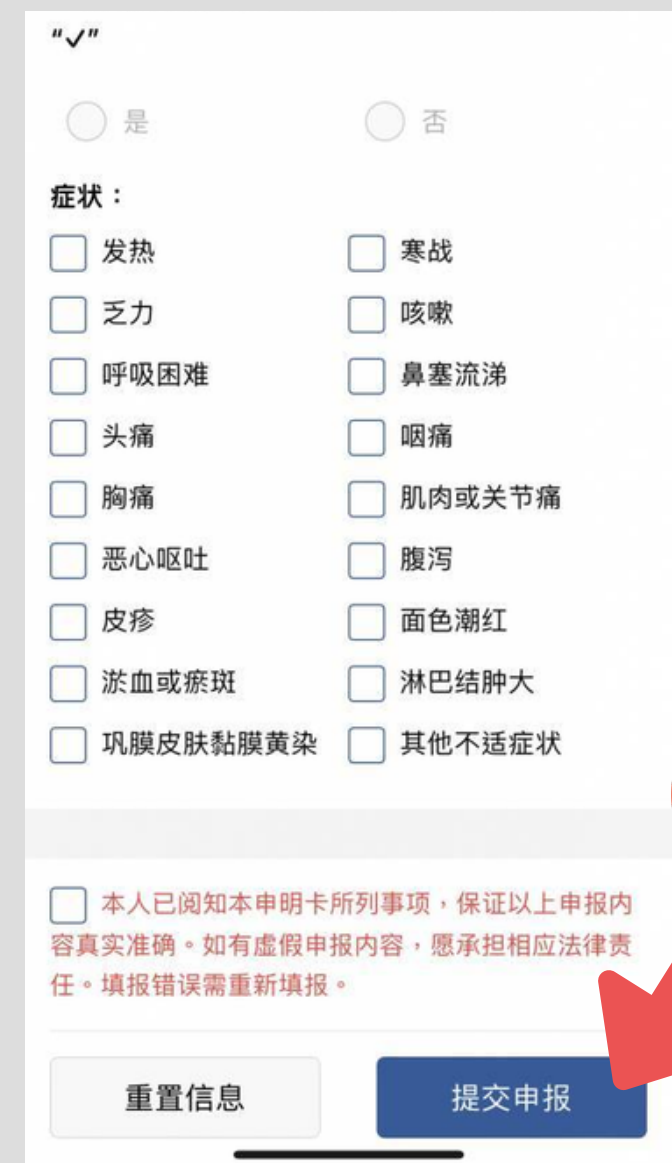 “✓”
是 否
症状：
发热 寒战
乏力 咳嗽
呼吸困难 鼻塞流涕
头痛 咽痛
胸痛 肌肉或关节痛
恶心呕吐 腹泻
皮疹 面色潮红
淤血或瘀斑 淋巴结肿大
巩膜皮肤黏膜黄染 其他不适症状
本人已阅知本申明卡所列事项，保证以上申报内
容真实准确。如有虚假申报内容，愿承担相应法律责
任。填报错误需重新填报。
重置信息 提交申报